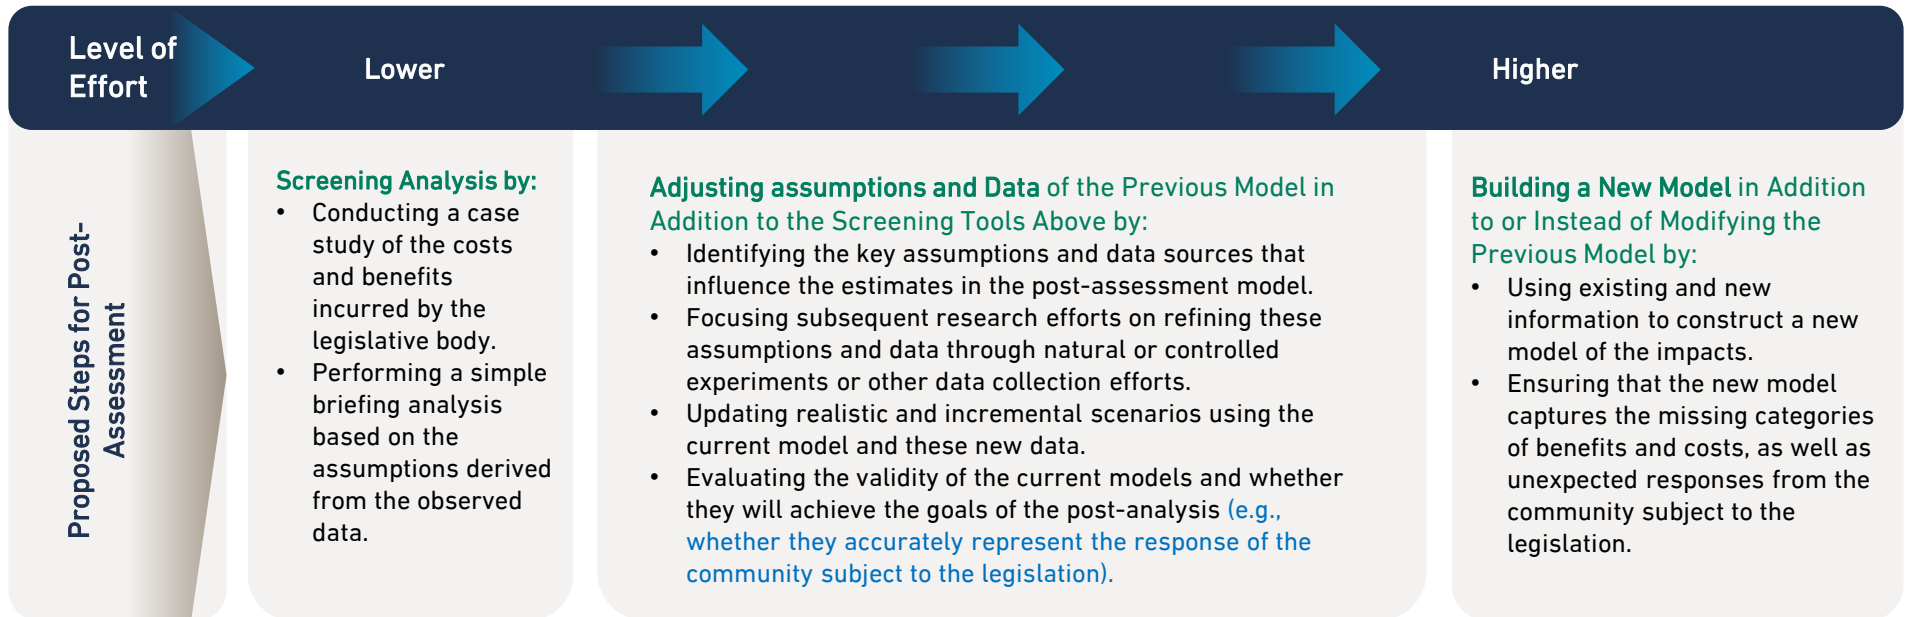 Level of
Effort
Lower
Higher
Proposed Steps for Post-
Assessment
Screening Analysis by:
• Conducting a case
study of the costs
and benefits
incurred by the
legislative body.
• Performing a simple
briefing analysis
based on the
assumptions derived
from the observed
data.
Adjusting assumptions and Data of the Previous Model in
Addition to the Screening Tools Above by:
• Identifying the key assumptions and data sources that
influence the estimates in the post-assessment model.
• Focusing subsequent research efforts on refining these
assumptions and data through natural or controlled
experiments or other data collection efforts.
• Updating realistic and incremental scenarios using the
current model and these new data.
• Evaluating the validity of the current models and whether
they will achieve the goals of the post-analysis (e.g.,
whether they accurately represent the response of the
community subject to the legislation).
Building a New Model in Addition
to or Instead of Modifying the
Previous Model by:
• Using existing and new
information to construct a new
model of the impacts.
• Ensuring that the new model
captures the missing categories
of benefits and costs, as well as
unexpected responses from the
community subject to the
legislation.